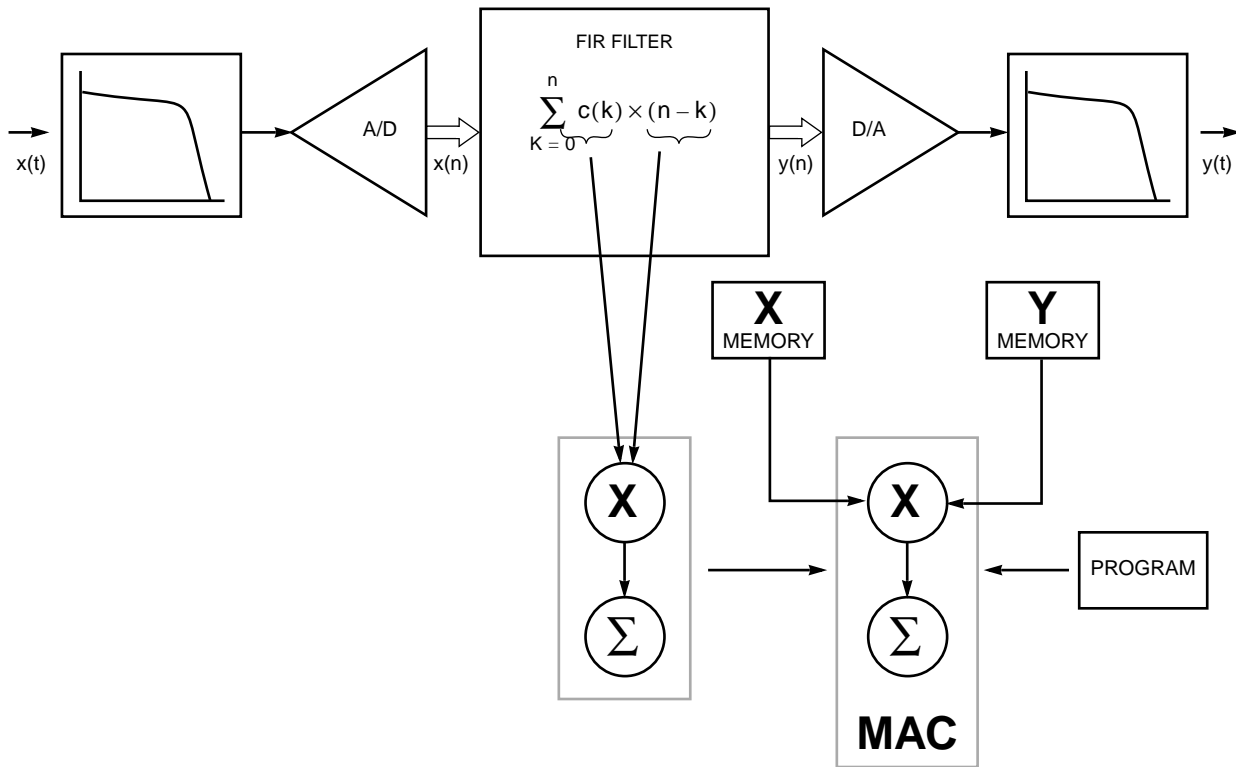 FIR FILTER
n
∑ c(k) × (n – k)
K = 0
A/D
D/A
x(t)
x(n)
y(n)
y(t)
X
MEMORY
Y
MEMORY
X
X
PROGRAM
Σ
Σ
MAC